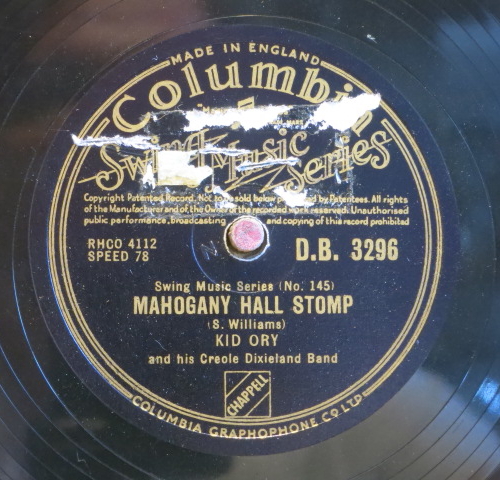 MADE IN ENGLAND
Columbia
Swing Music
Series
Copyright Patented Record. Not to be sold below by Patentees. All rights
of the Manufacturer and of the Owner of the recorded work reserved. Unauthorised
public performance, broadcasting and copying of this record prohibited
RHCO 4112
SPEED 78
D.B. 3296
Swing Music Series (No. 145)
MAHOGANY HALL STOMP
(S. Williams)
KID ORY
and his Creole Dixieland Band
CHAPPELL
COLUMBIA GRAPHOPHONE CO LTD